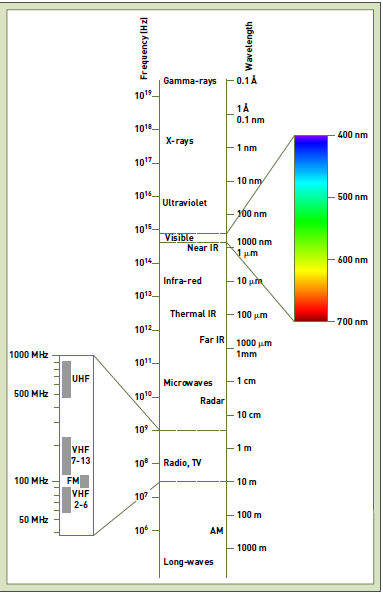 Frequency (Hz)
Wavelength
Gamma-rays
0.1 Å
10¹⁹
1 Å
0.1 nm
10¹⁸
X-rays
1 nm
10¹⁷
10 nm
10¹⁶
Ultraviolet
100 nm
10¹⁵
Visible
Near IR
1000 nm
1 μm
10¹⁴
Infra-red
10 μm
10¹³
Thermal IR
100 μm
10¹²
Far IR
1000 μm
1mm
10¹¹
Microwaves
1 cm
10¹⁰
Radar
10 cm
10⁹
1 m
10⁸
Radio, TV
10 m
10⁷
100 m
10⁶
AM
1000 m
Long-waves
400 nm
500 nm
600 nm
700 nm
1000 MHz
UHF
500 MHz
VHF
7-13
100 MHz
FM
VHF
2-6
50 MHz